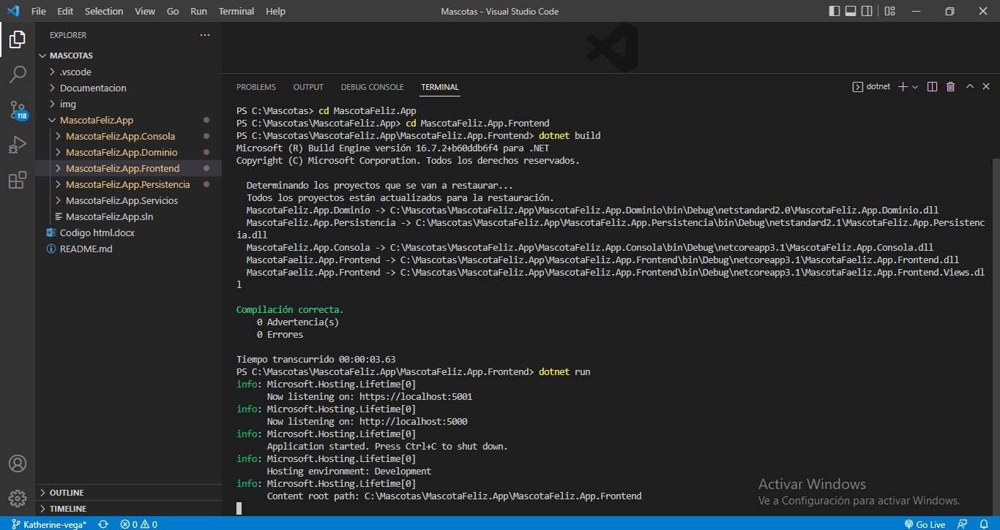 File Edit Selection View Go Run Terminal Help
Mascotas - Visual Studio Code
EXPLORER
MASCOTAS
.vscode
Documentacion
img
MascotaFeliz.App
MascotaFeliz.App.Consola
MascotaFeliz.App.Dominio
MascotaFeliz.App.Frontend
MascotaFeliz.App.Persistencia
MascotaFeliz.App.Servicios
MascotaFeliz.App.sln
Codigo html.docx
README.md
OUTLINE
TIMELINE
118
PROBLEMS OUTPUT DEBUG CONSOLE TERMINAL
dotnet
PS C:\Mascotas> cd MascotaFeliz.App
PS C:\Mascotas\MascotaFeliz.App> cd MascotaFeliz.App.Frontend
PS C:\Mascotas\MascotaFeliz.App\MascotaFeliz.App.Frontend> dotnet build
Microsoft (R) Build Engine versión 16.7.2+b60ddb6f4 para .NET
Copyright (C) Microsoft Corporation. Todos los derechos reservados.
Determinando los proyectos que se van a restaurar...
Todos los proyectos están actualizados para la restauración.
MascotaFeliz.App.Dominio -> C:\Mascotas\MascotaFeliz.App\MascotaFeliz.App.Dominio\bin\Debug\netstandard2.0\MascotaFeliz.App.Dominio.dll
MascotaFeliz.App.Persistencia -> C:\Mascotas\MascotaFeliz.App\MascotaFeliz.App.Persistencia\bin\Debug\netstandard2.1\MascotaFeliz.App.Persistenc
ia.dll
MascotaFeliz.App.Consola -> C:\Mascotas\MascotaFeliz.App\MascotaFeliz.App.Consola\bin\Debug\netcoreapp3.1\MascotaFeliz.App.Consola.dll
MascotaFaeliz.App.Frontend -> C:\Mascotas\MascotaFeliz.App\MascotaFeliz.App.Frontend\bin\Debug\netcoreapp3.1\MascotaFaeliz.App.Frontend.dll
MascotaFaeliz.App.Frontend -> C:\Mascotas\MascotaFeliz.App\MascotaFeliz.App.Frontend\bin\Debug\netcoreapp3.1\MascotaFaeliz.App.Frontend.Views.dl
l
Compilación correcta.
0 Advertencia(s)
0 Errores
Tiempo transcurrido 00:00:03.63
PS C:\Mascotas\MascotaFeliz.App\MascotaFeliz.App.Frontend> dotnet run
info: Microsoft.Hosting.Lifetime[0]
Now listening on: https://localhost:5001
info: Microsoft.Hosting.Lifetime[0]
Now listening on: http://localhost:5000
info: Microsoft.Hosting.Lifetime[0]
Application started. Press Ctrl+C to shut down.
info: Microsoft.Hosting.Lifetime[0]
Hosting environment: Development
info: Microsoft.Hosting.Lifetime[0]
Content root path: C:\Mascotas\MascotaFeliz.App\MascotaFeliz.App.Frontend
Activar Windows
Ve a Configuración para activar Windows.
Katherine-vega* 0 0
Go Live